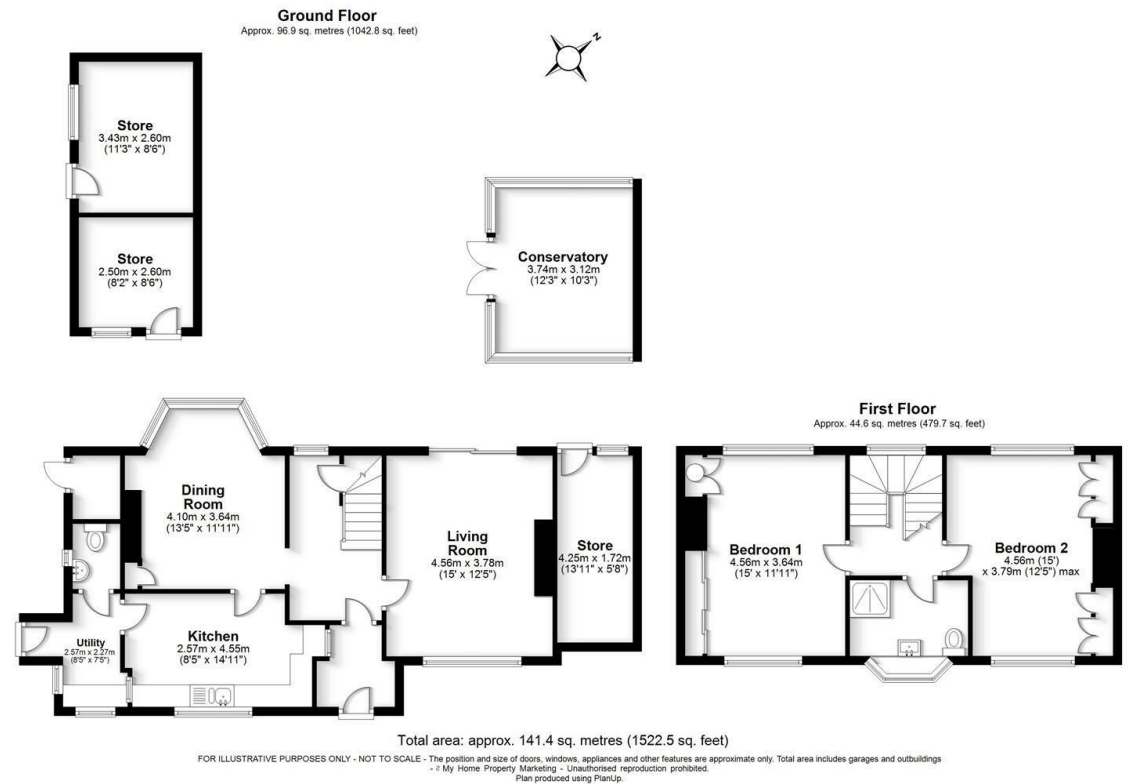 Ground Floor
Approx. 96.9 sq. metres (1042.8 sq. feet)
N
Store
3.43m x 2.60m
(11'3" x 8'6")
Store
2.50m x 2.60m
(8'2" x 8'6")
Conservatory
3.74m x 3.12m
(12'3" x 10'3")
Dining
Room
4.10m x 3.64m
(13'5" x 11'11")
Living
Room
4.56m x 3.78m
(15' x 12'5")
Store
4.25m x 1.72m
(13'11" x 5'8")
Utility
2.57m x 2.27m
(8'5" x 7'5")
Kitchen
2.57m x 4.55m
(8'5" x 14'11")
First Floor
Approx. 44.6 sq. metres (479.7 sq. feet)
Bedroom 1
4.56m x 3.64m
(15' x 11'11")
Bedroom 2
4.56m (15')
x 3.79m (12'5") max
Total area: approx. 141.4 sq. metres (1522.5 sq. feet)
FOR ILLUSTRATIVE PURPOSES ONLY - NOT TO SCALE - The position and size of doors, windows, appliances and other features are approximate only. Total area includes garages and outbuildings
- My Home Property Marketing - Unauthorised reproduction prohibited.
Plan produced using PlanUp.